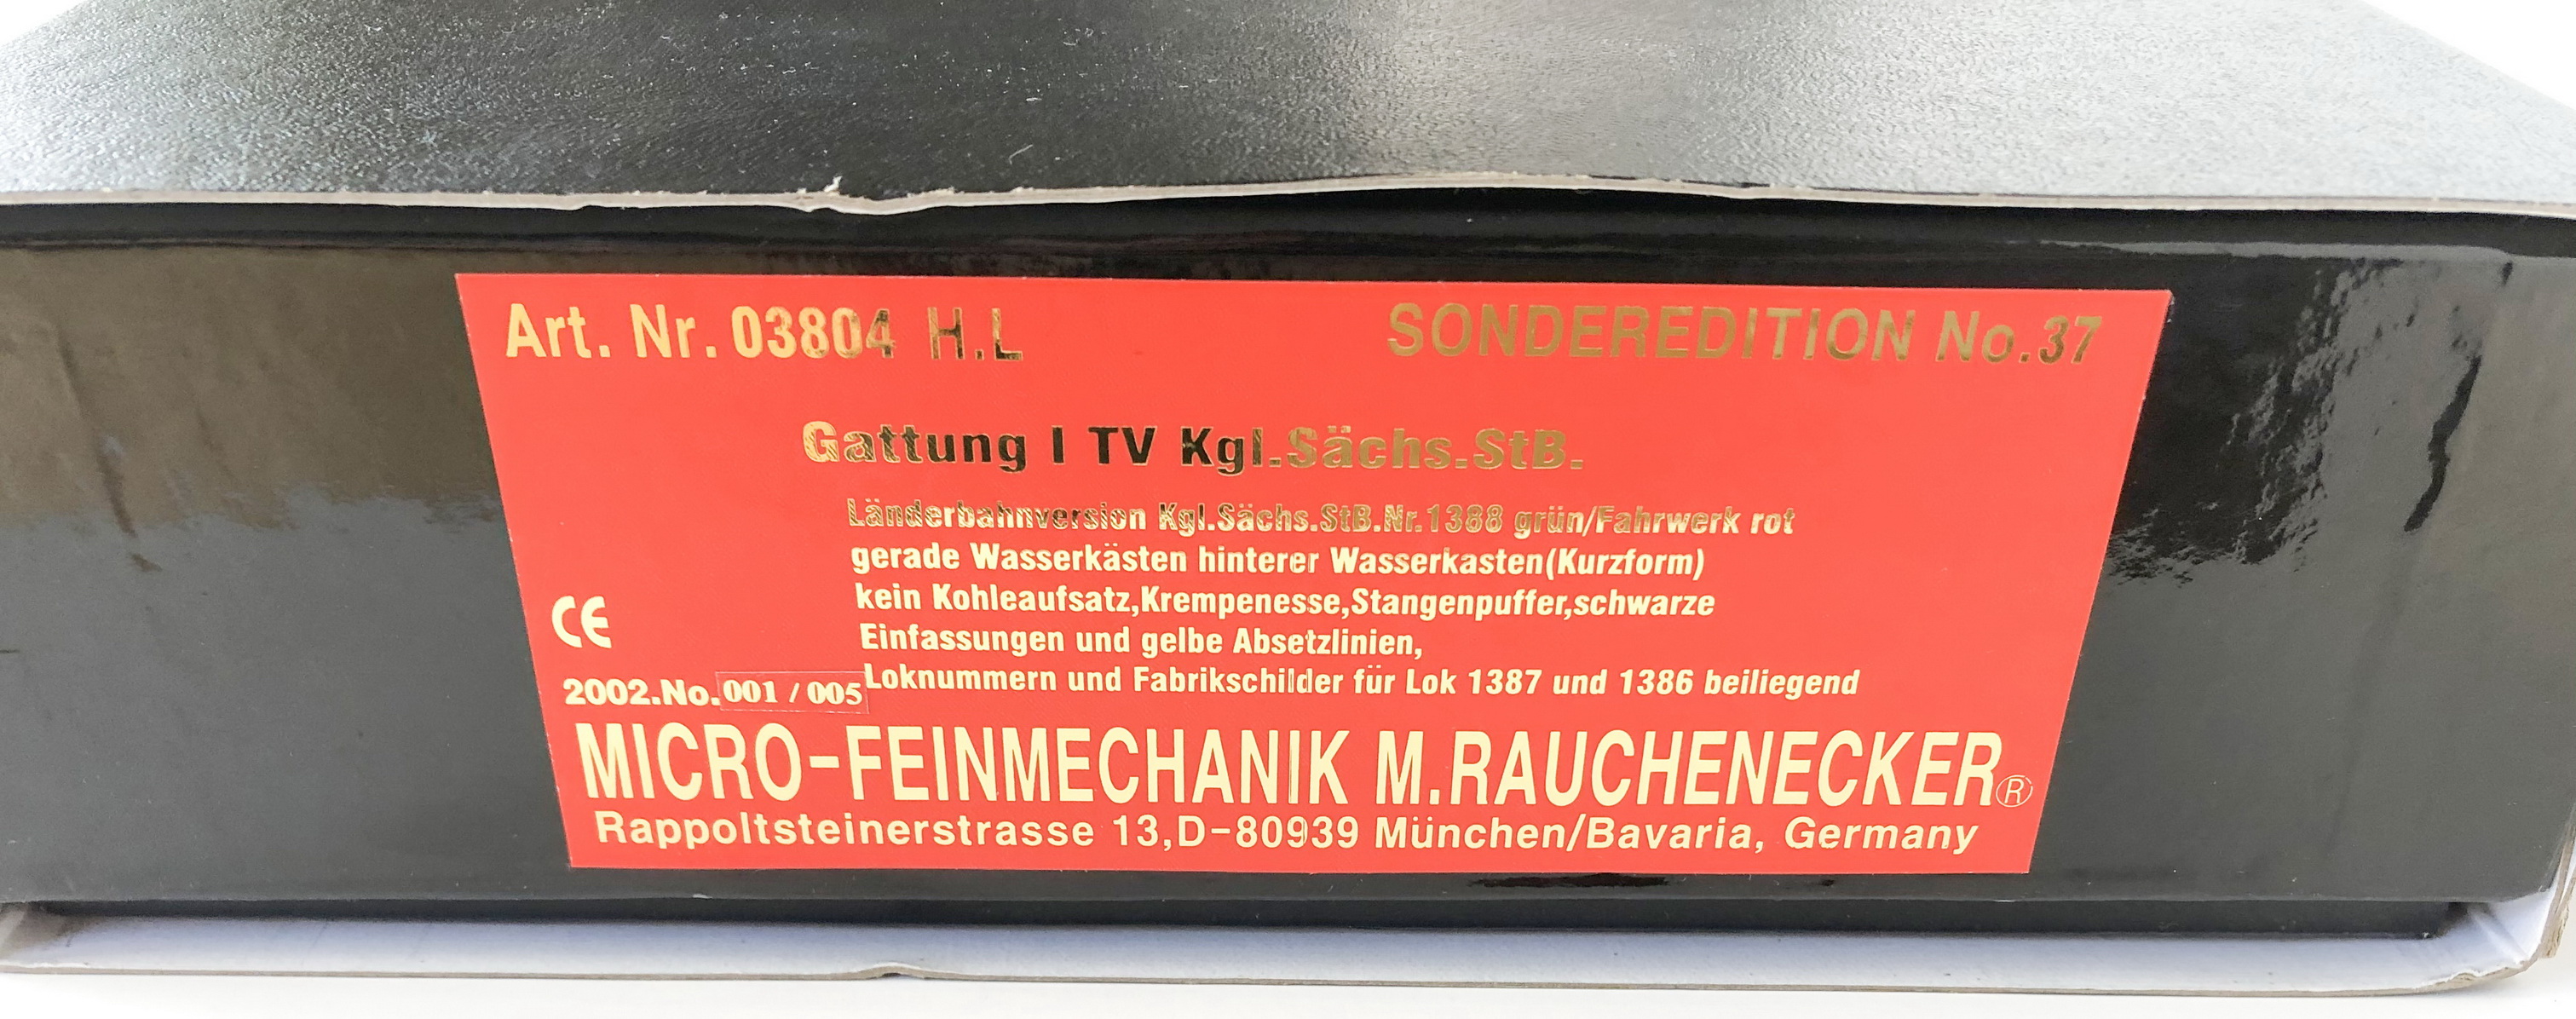 Art. Nr. 03804 H.L
SONDEREDITION No.37
Gattung I TV Kgl.Sächs.StB.
Länderbahnversion Kgl.Sächs.StB.Nr.1388 grün/Fahrwerk rot
gerade Wasserkästen hinterer Wasserkasten(Kurzform)
kein Kohleaufsatz,Krempenesse,Stangenpuffer,schwarze
Einfassungen und gelbe Absetzlinien,
Loknummern und Fabrikschilder für Lok 1387 und 1386 beiliegend
CE
2002.No.001 / 005
MICRO-FEINMECHANIK M.RAUCHENECKER®
Rappoltsteinerstrasse 13,D-80939 München/Bavaria, Germany